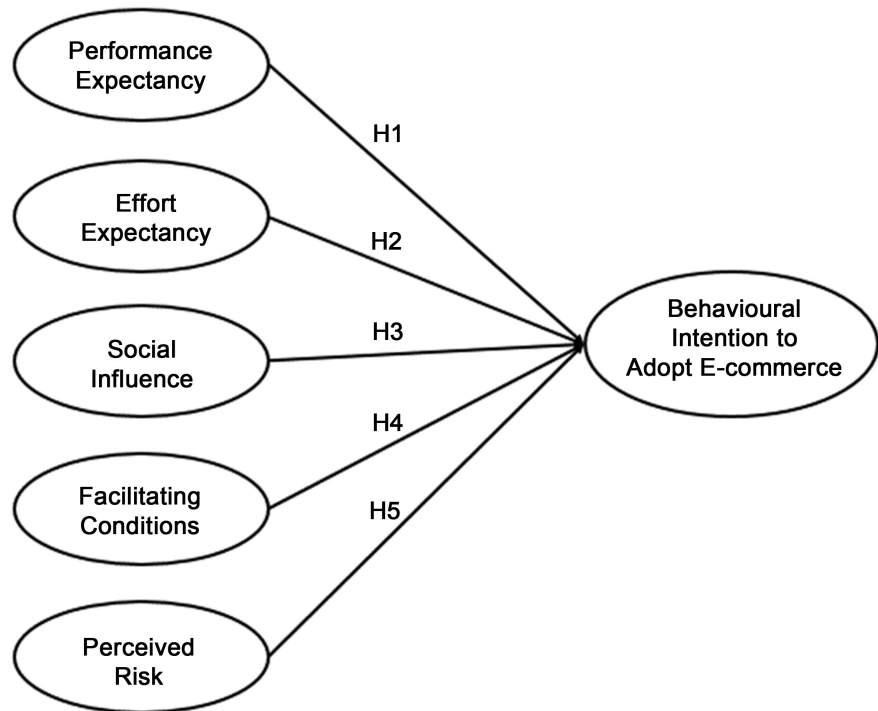 Performance
Expectancy
H1
Effort
Expectancy
H2
Behavioural
Intention to
Adopt E-commerce
H3
Social
Influence
H4
Facilitating
Conditions
H5
Perceived
Risk